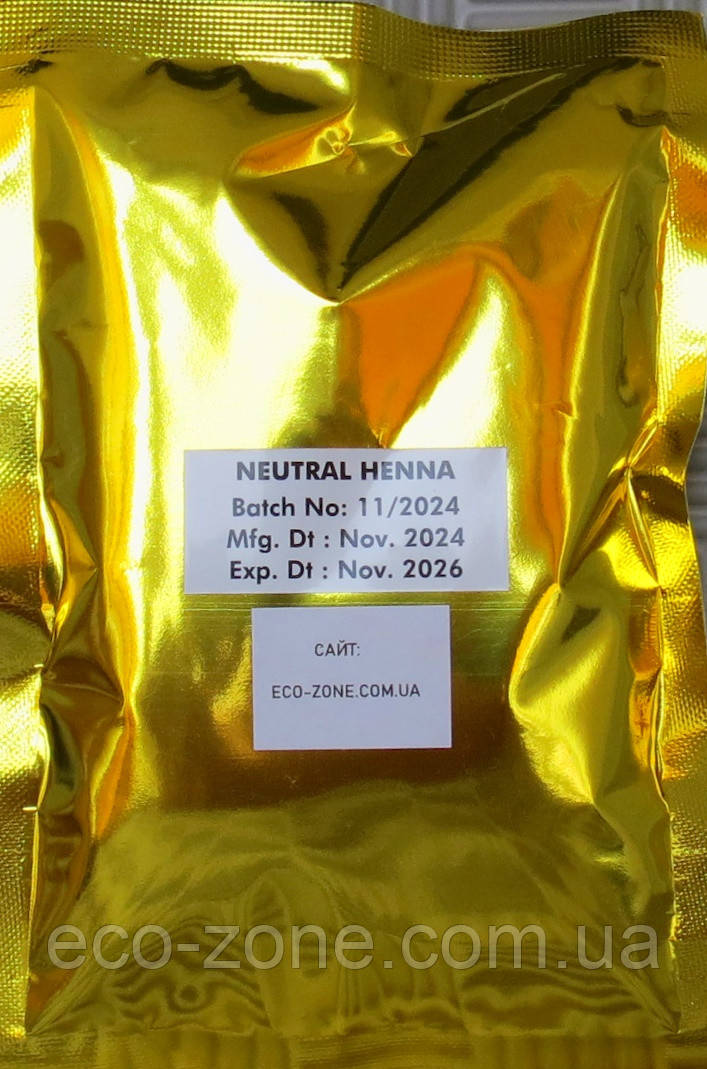 NEUTRAL HENNA
Batch No: 11/2024
Mfg. Dt : Nov. 2024
Exp. Dt : Nov. 2026
САЙТ:
ECO-ZONE.COM.UA
eco-zone.com.ua